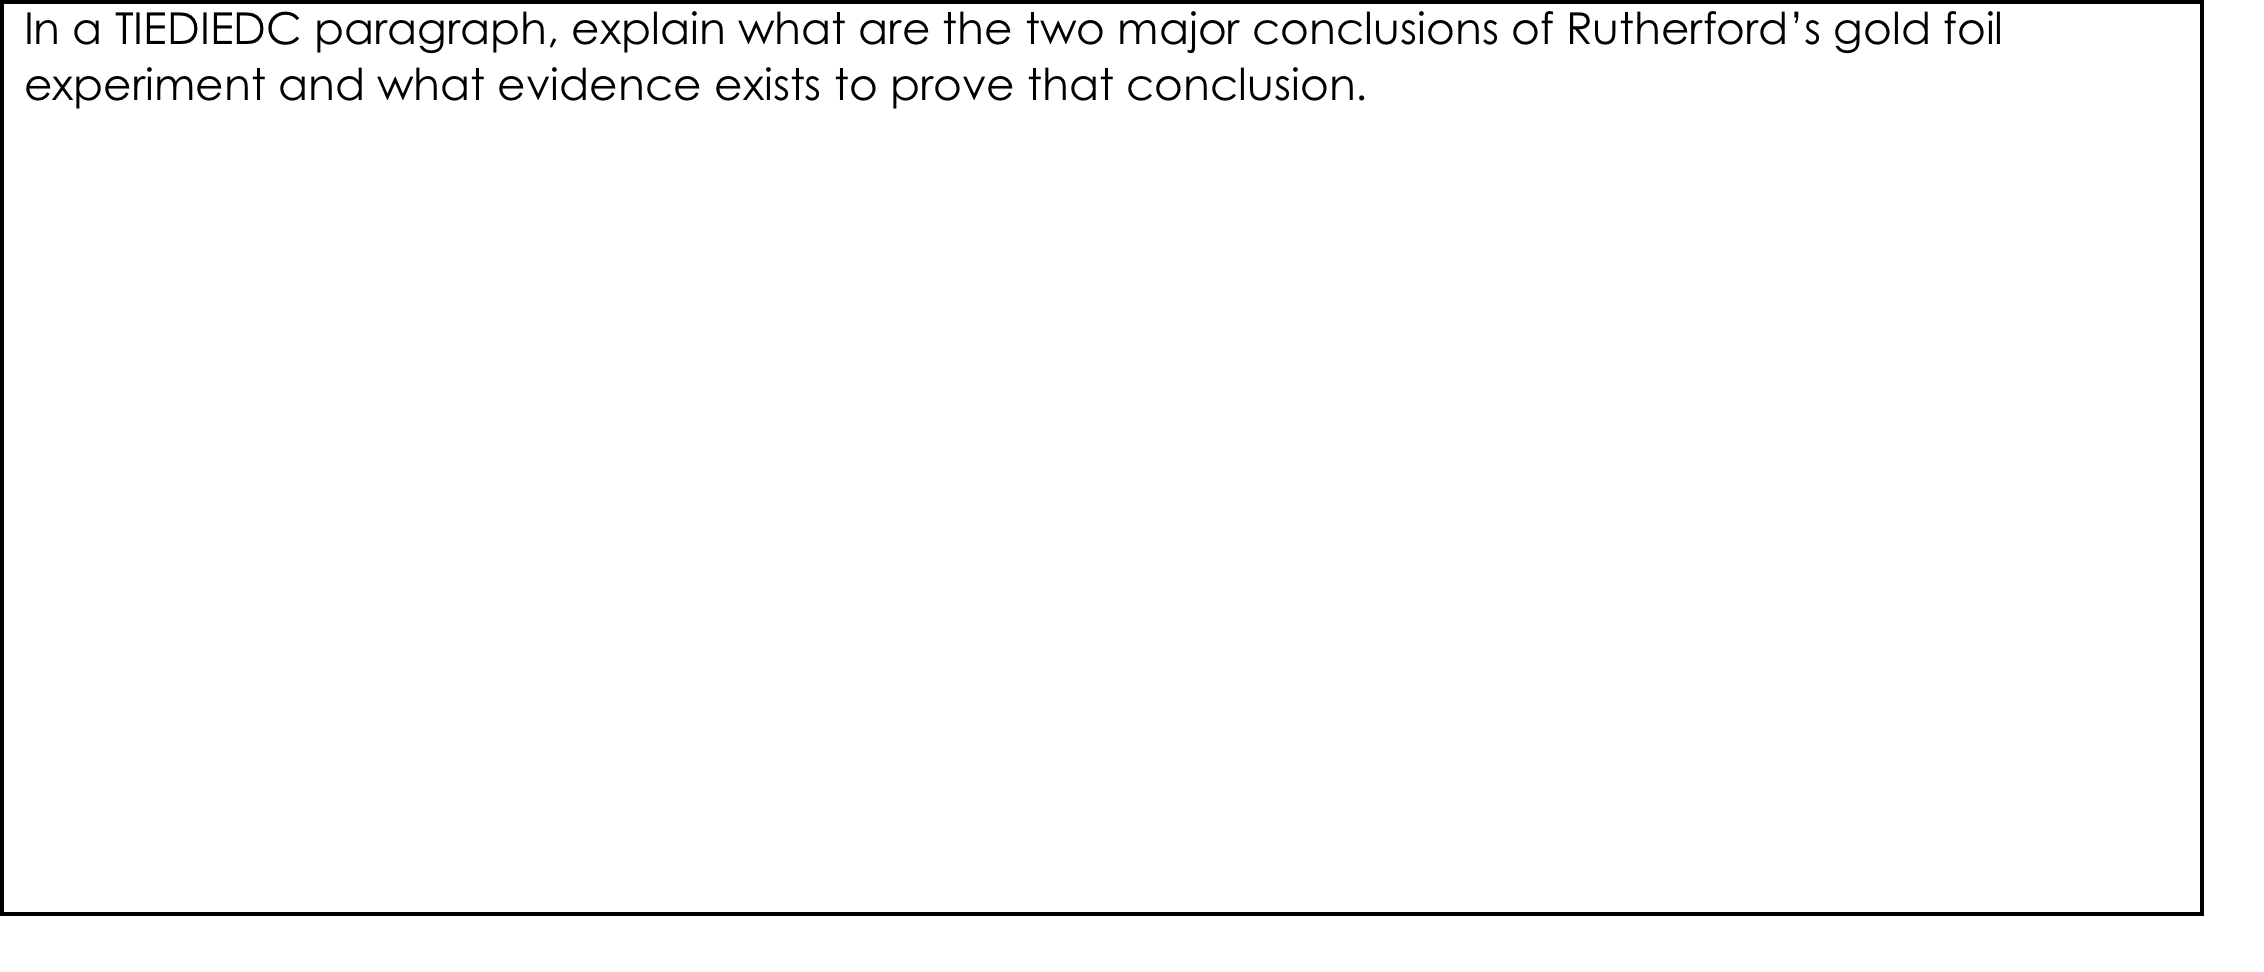 In a TIEDIEDC paragraph, explain what are the two major conclusions of Rutherford’s gold foil
experiment and what evidence exists to prove that conclusion.